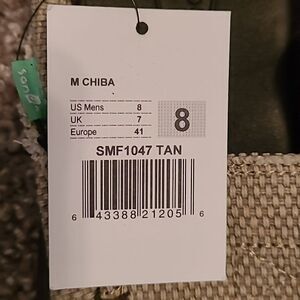 M CHIBA
US Mens 8
UK 7
Europe 41
8
SMF1047 TAN
6 43388 21205 6